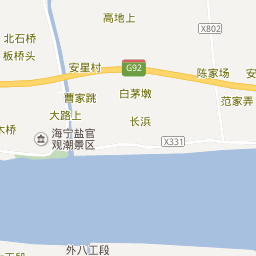 高地上
X802
北石桥
板桥头
安星村
G92
陈家场
安
曹家跳
白茅墩
范家弄
大路上
长浜
木桥
海宁盐官
观潮景区
X331
外八工段